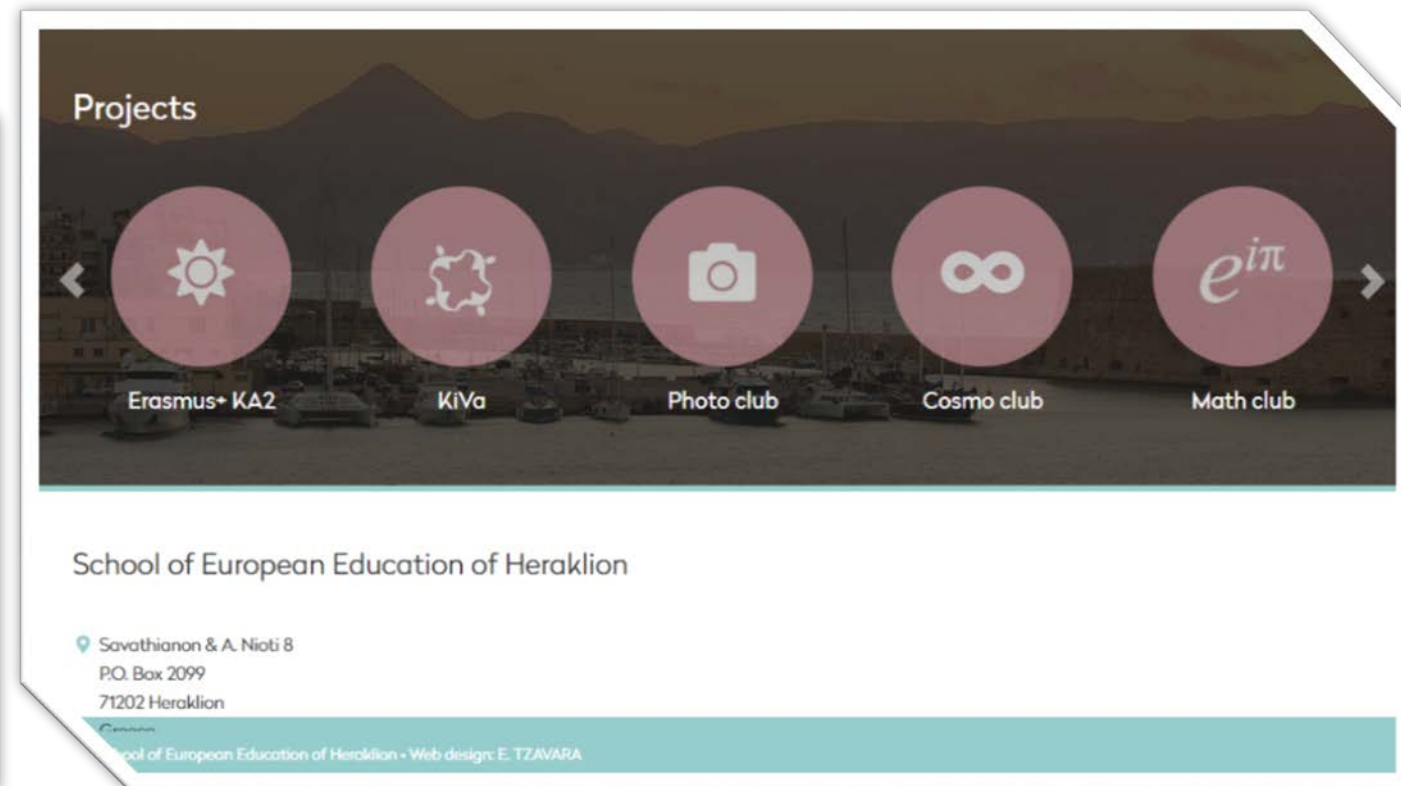 Projects
e^{iπ}
Erasmus+ KA2
KiVa
Photo club
Cosmo club
Math club
School of European Education of Heraklion
Savathianon & A. Nioti 8
P.O. Box 2099
71202 Heraklion
of European Education of Heraklion • Web design: E. TZAVARA